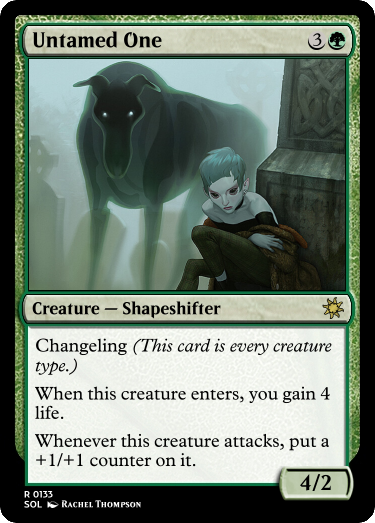 Untamed One 3
Creature — Shapeshifter
Changeling (This card is every creature
type.)
When this creature enters, you gain 4
life.
Whenever this creature attacks, put a
+1/+1 counter on it.
4/2
R 0133
SOL RACHEL THOMPSON